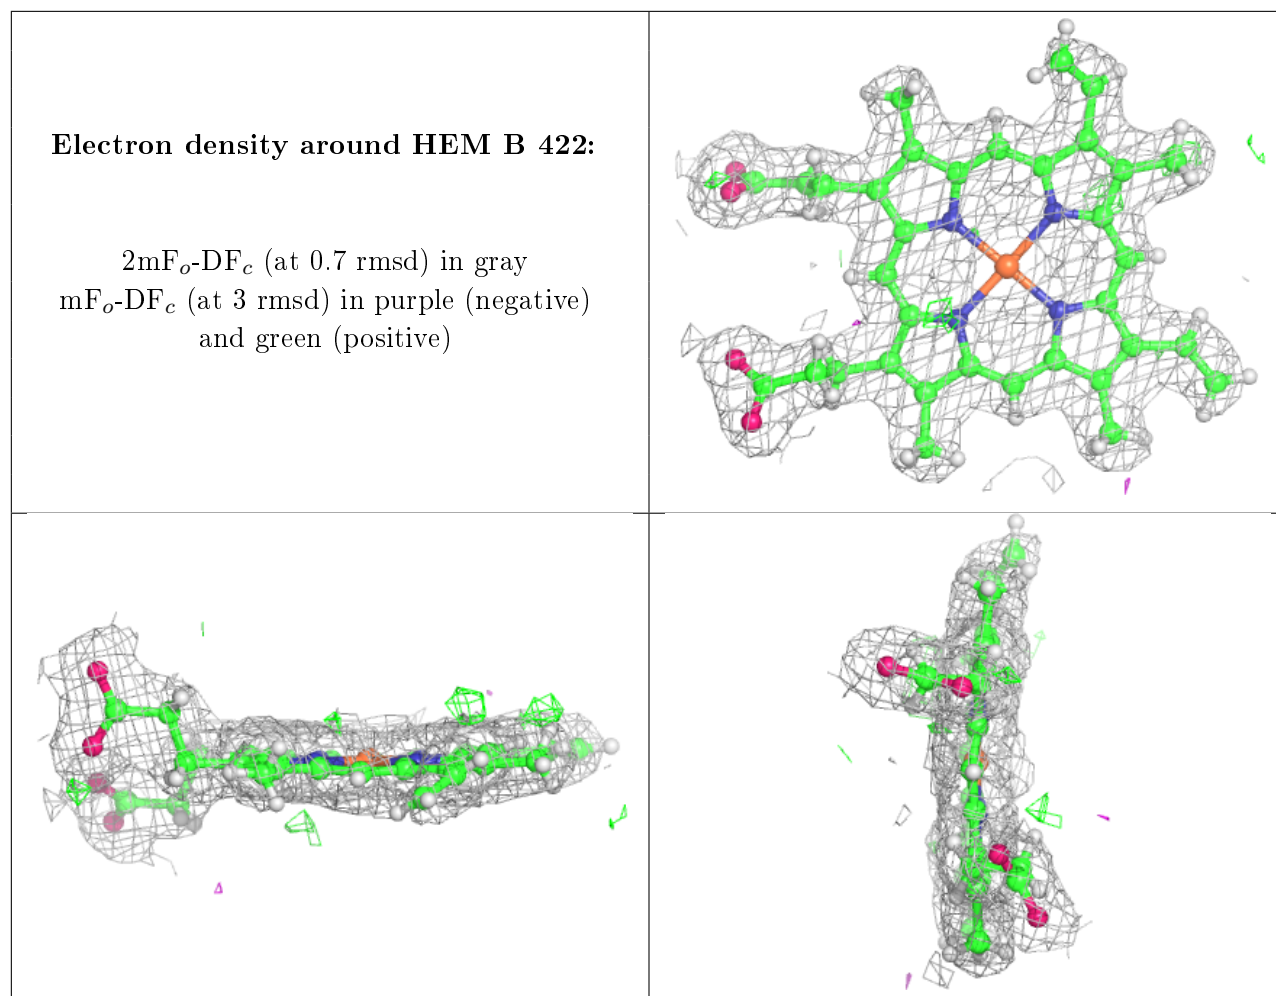 Electron density around HEM B 422:
2mFo-DFc (at 0.7 rmsd) in gray
mFo-DFc (at 3 rmsd) in purple (negative)
and green (positive)